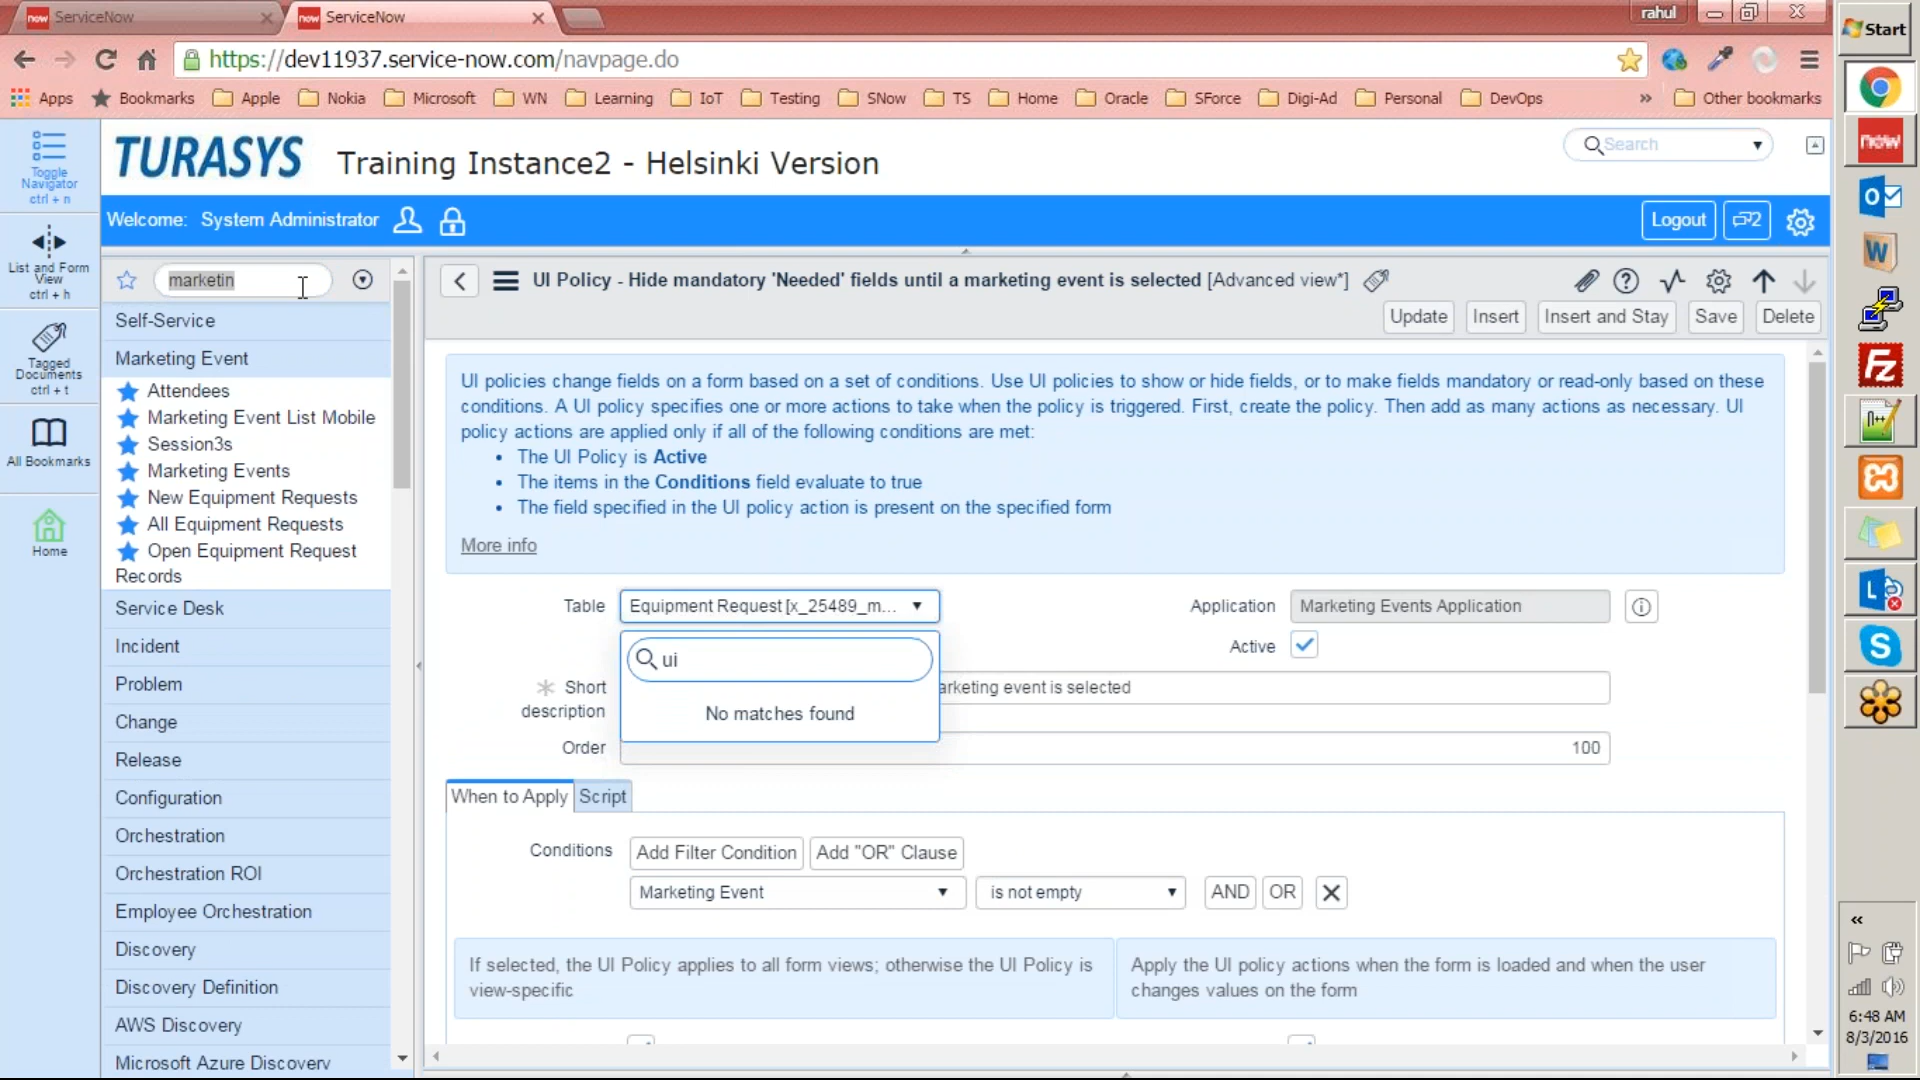 now ServiceNow
now ServiceNow
rahul
Start
https://dev11937.service-now.com/navpage.do
Apps
Bookmarks
Apple
Nokia
Microsoft
WN
Learning
IoT
Testing
SNow
TS
Home
Oracle
SForce
Digi-Ad
Personal
DevOps
»
Other bookmarks
Toggle
Navigator
ctrl + n
TURASYS
Training Instance2 - Helsinki Version
Search
now
Welcome: System Administrator
Logout
2
List and Form
View
ctrl + h
Tagged
Documents
ctrl + t
All Bookmarks
Home
marketin
Self-Service
Marketing Event
Attendees
Marketing Event List Mobile
Session3s
Marketing Events
New Equipment Requests
All Equipment Requests
Open Equipment Request
Records
Service Desk
Incident
Problem
Change
Release
Configuration
Orchestration
Orchestration ROI
Employee Orchestration
Discovery
Discovery Definition
AWS Discovery
Microsoft Azure Discovery
UI Policy - Hide mandatory 'Needed' fields until a marketing event is selected [Advanced view*]
Update
Insert
Insert and Stay
Save
Delete
UI policies change fields on a form based on a set of conditions. Use UI policies to show or hide fields, or to make fields mandatory or read-only based on these
conditions. A UI policy specifies one or more actions to take when the policy is triggered. First, create the policy. Then add as many actions as necessary. UI
policy actions are applied only if all of the following conditions are met:
• The UI Policy is Active
• The items in the Conditions field evaluate to true
• The field specified in the UI policy action is present on the specified form
More info
Table
Equipment Request [x_25489_m...
Application
Marketing Events Application
ui
No matches found
Active
Short
description
arketing event is selected
Order
100
When to Apply
Script
Conditions
Add Filter Condition
Add "OR" Clause
Marketing Event
is not empty
AND
OR
If selected, the UI Policy applies to all form views; otherwise the UI Policy is
view-specific
Apply the UI policy actions when the form is loaded and when the user
changes values on the form
6:48 AM
8/3/2016